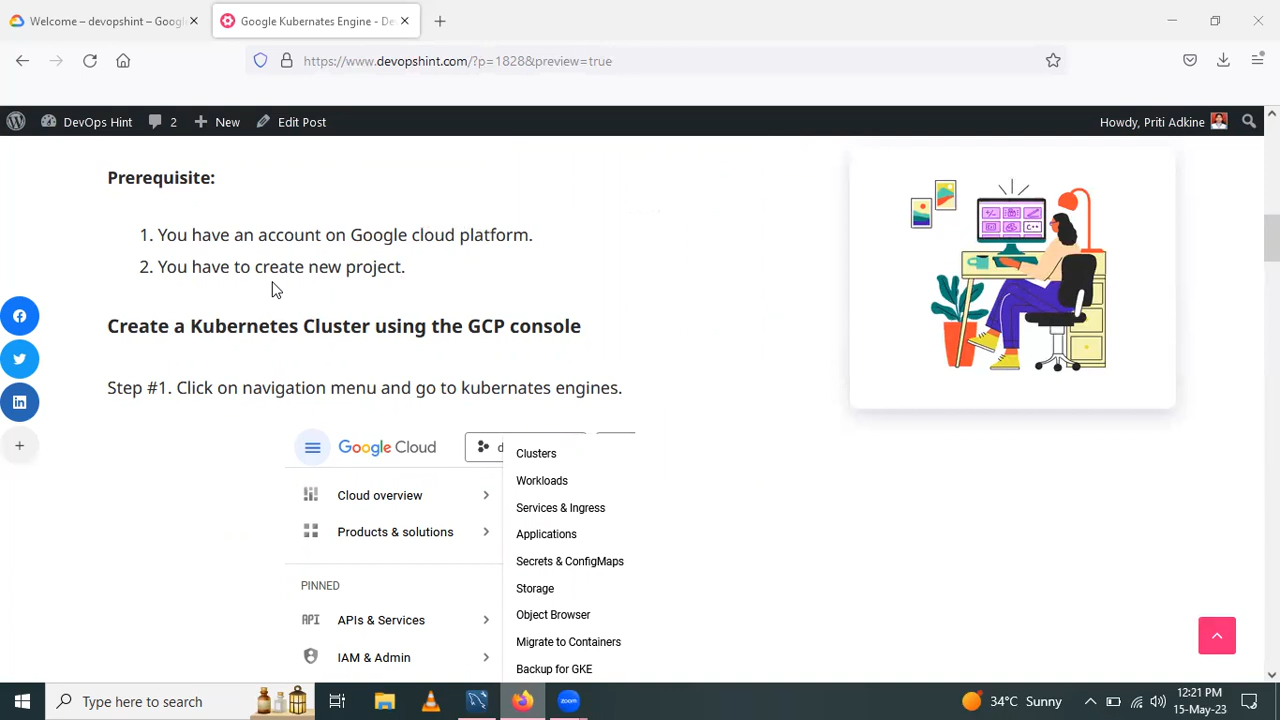 Welcome – devopshint – Googl
Google Kubernates Engine - De
https://www.devopshint.com/?p=1828&preview=true
DevOps Hint
2
New
Edit Post
Howdy, Priti Adkine
Prerequisite:
1. You have an account on Google cloud platform.
2. You have to create new project.
C++
Create a Kubernetes Cluster using the GCP console
Step #1. Click on navigation menu and go to kubernates engines.
Google Cloud
d
Clusters
Workloads
Cloud overview
Services & Ingress
Products & solutions
Applications
Secrets & ConfigMaps
PINNED
Storage
API
APIs & Services
Object Browser
Migrate to Containers
IAM & Admin
Backup for GKE
Type here to search
zoom
34°C Sunny
12:21 PM
15-May-23